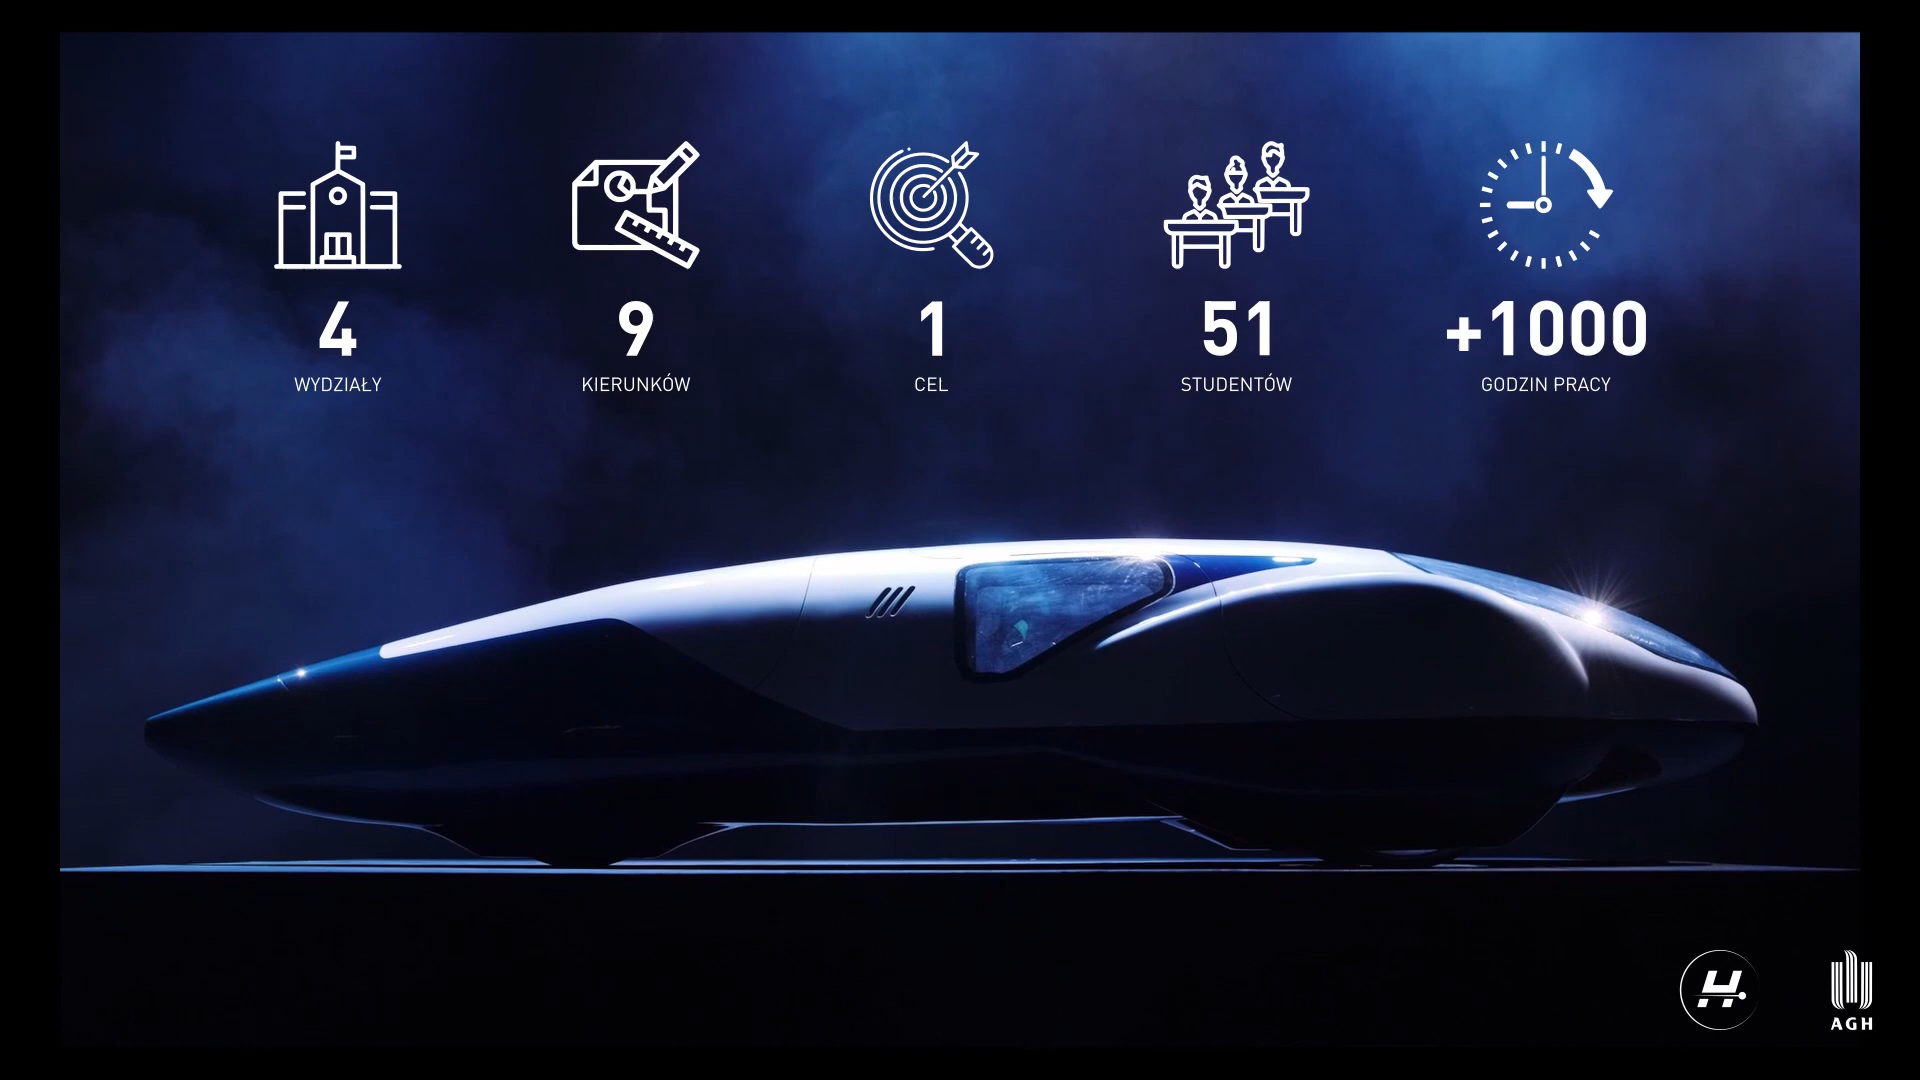 4
WYDZIAŁY
9
KIERUNKÓW
1
CEL
51
STUDENTÓW
+1000
GODZIN PRACY
H
AGH